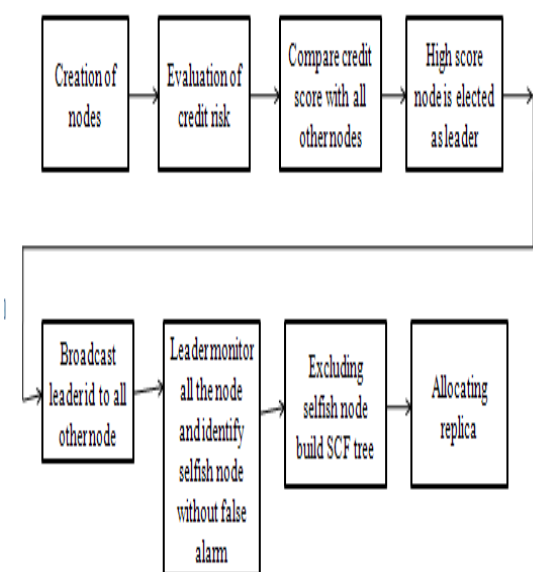 Creation of
nodes
Evaluation of
credit risk
Compare credit
score with all
other nodes
High score
node is elected
as leader
Broadcast
leader id to all
other node
Leader monitor
all the node
and identify
selfish node
without false
alarm
Excluding
selfish node
build SCF tree
Allocating
replica